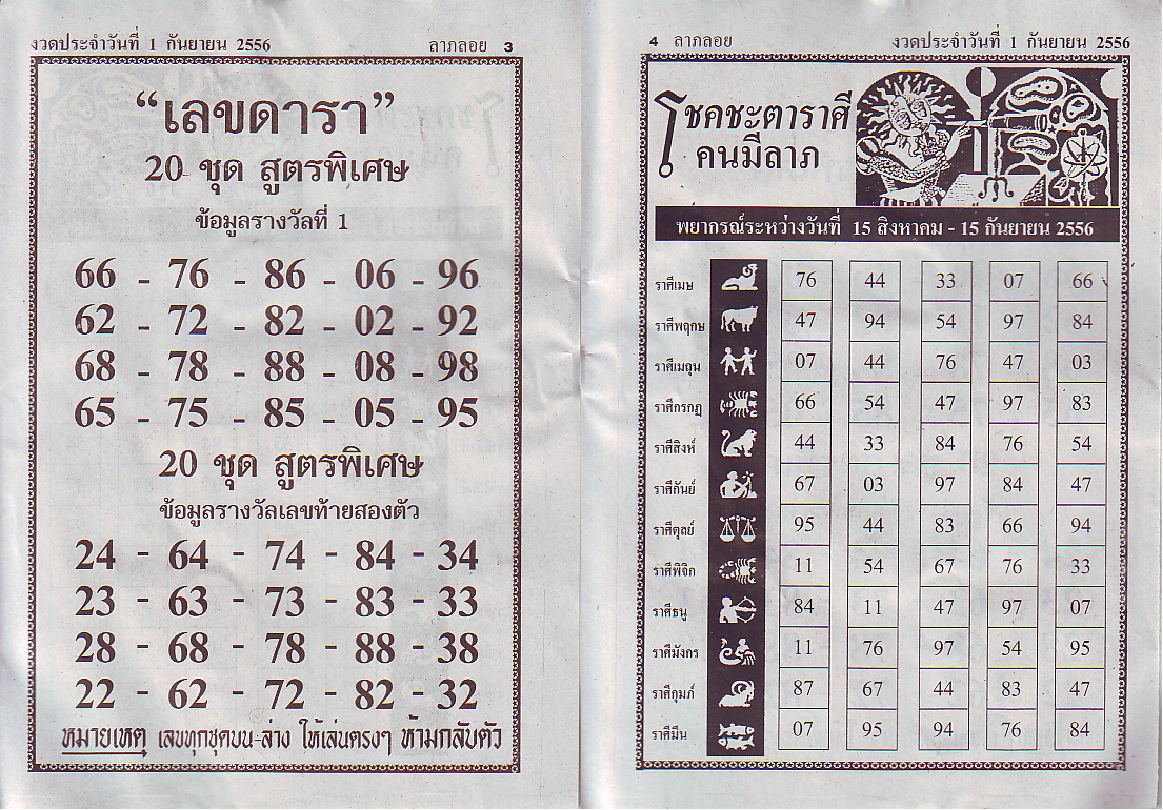 งวดประจำวันที่ 1 กันยายน 2556 ลาภลอย 3
“เลขดารา”
20 ชุด สูตรพิเศษ
ข้อมูลรางวัลที่ 1
66 - 76 - 86 - 06 - 96
62 - 72 - 82 - 02 - 92
68 - 78 - 88 - 08 - 98
65 - 75 - 85 - 05 - 95
20 ชุด สูตรพิเศษ
ข้อมูลรางวัลเลขท้ายสองตัว
24 - 64 - 74 - 84 - 34
23 - 63 - 73 - 83 - 33
28 - 68 - 78 - 88 - 38
22 - 62 - 72 - 82 - 32
หมายเหตุ เลขทุกชุดบน-ล่าง ให้เล่นตรงๆ ห้ามกลับตัว
4 ลาภลอย งวดประจำวันที่ 1 กันยายน 2556
โชคชะตาราศี
คนมีลาภ
พยากรณ์ระหว่างวันที่ 15 สิงหาคม - 15 กันยายน 2556
ราศีเมษ 76 44 33 07 66
ราศีพฤกษ 47 94 54 97 84
ราศีเมถุน 07 44 76 47 03
ราศีกรกฎ 66 54 47 97 83
ราศีสิงห์ 44 33 84 76 54
ราศีกันย์ 67 03 97 84 47
ราศีตุลย์ 95 44 83 66 94
ราศีพิจิก 11 54 67 76 33
ราศีธนู 84 11 47 97 07
ราศีมังกร 11 76 97 54 95
ราศีกุมภ์ 87 67 44 83 47
ราศีมีน 07 95 94 76 84